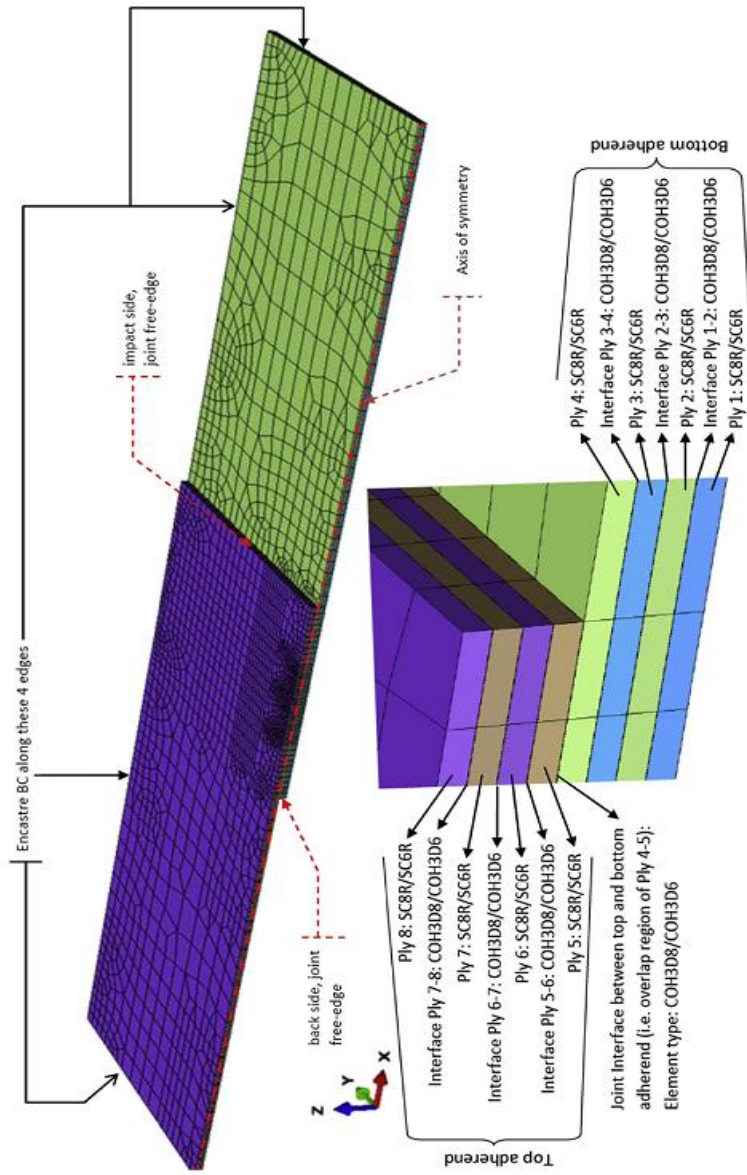 Encastre BC along these 4 edges
impact side,
joint free-edge
Axis of symmetry
back side, joint
free-edge
Z
Y
X
Top adherend
Ply 8: SC8R/SC6R
Interface Ply 7-8: COH3D8/COH3D6
Ply 7: SC8R/SC6R
Interface Ply 6-7: COH3D8/COH3D6
Ply 6: SC8R/SC6R
Interface Ply 5-6: COH3D8/COH3D6
Ply 5: SC8R/SC6R
Joint Interface between top and bottom
adherend (i.e. overlap region of Ply 4-5):
Element type: COH3D8/COH3D6
Ply 4: SC8R/SC6R
Interface Ply 3-4: COH3D8/COH3D6
Ply 3: SC8R/SC6R
Interface Ply 2-3: COH3D8/COH3D6
Ply 2: SC8R/SC6R
Interface Ply 1-2: COH3D8/COH3D6
Ply 1: SC8R/SC6R
Bottom adherend